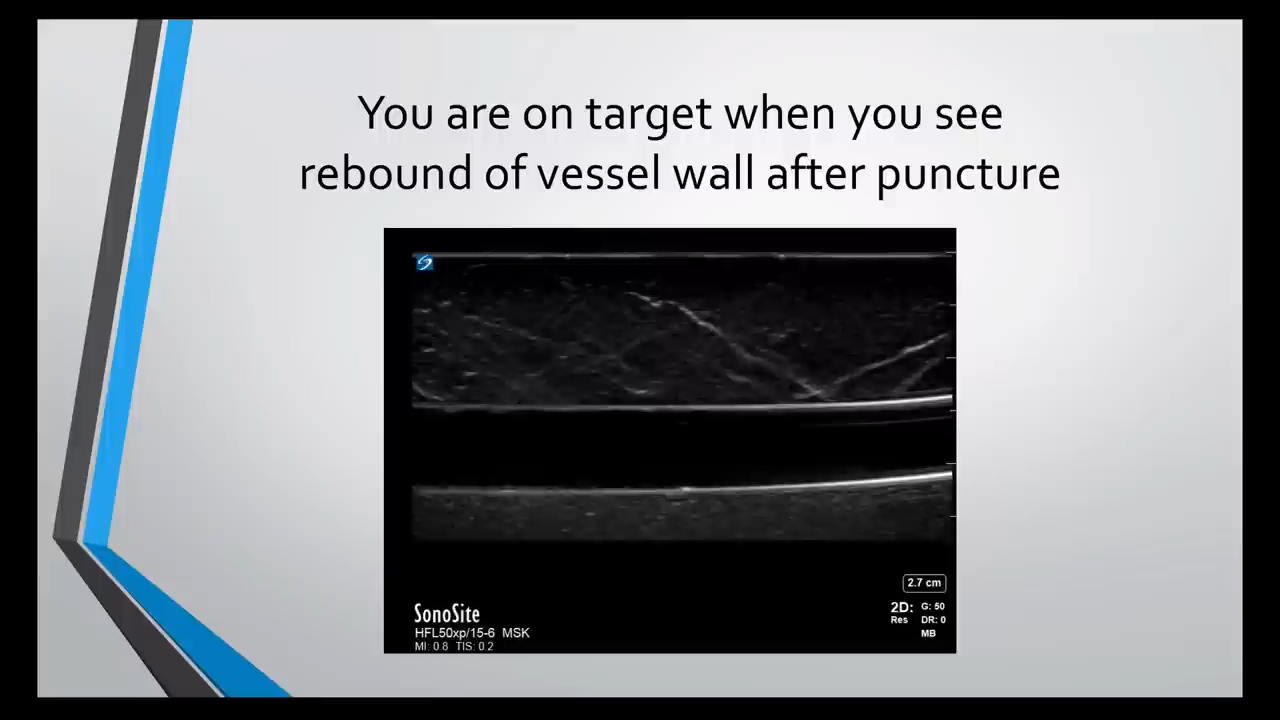 You are on target when you see
rebound of vessel wall after puncture
2.7 cm
SonoSite
HFL50xp/15-6 MSK
MI: 0.8 TIS: 0.2
2D: G: 50
Res DR: 0
MB